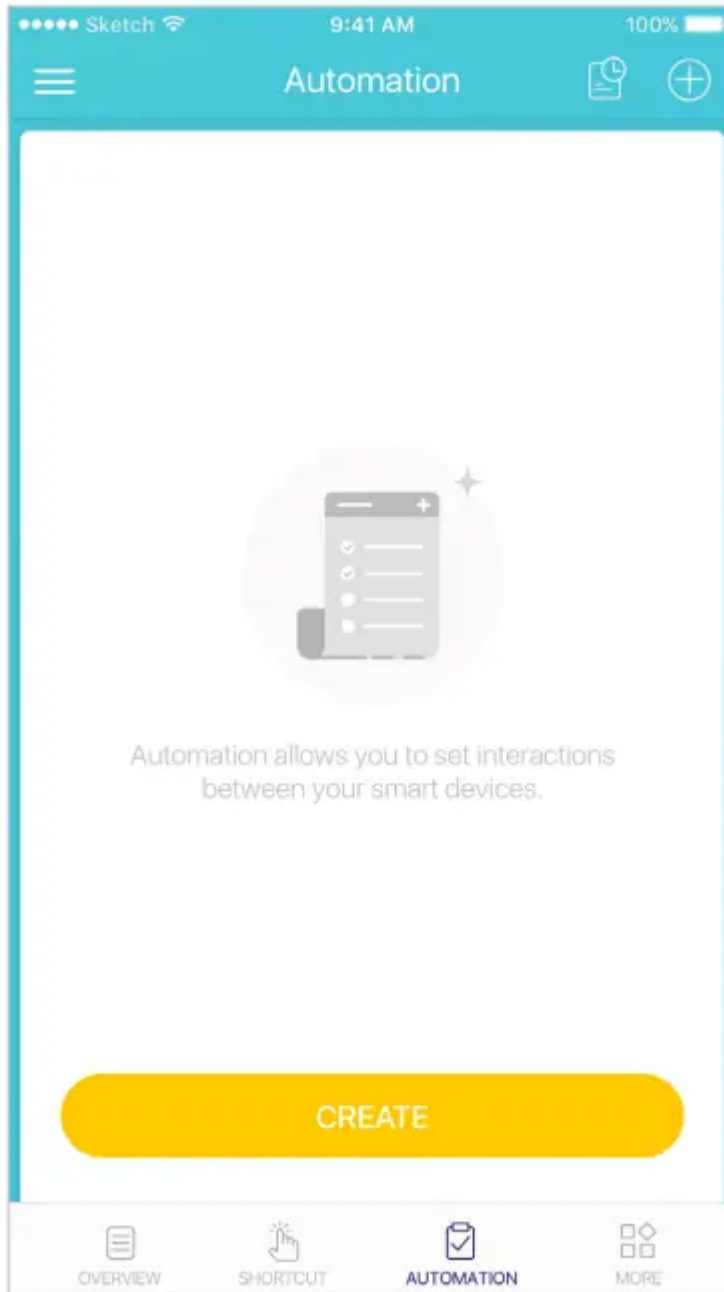 Sketch 9:41 AM 100%
Automation
Automation allows you to set interactions
between your smart devices.
CREATE
OVERVIEW SHORTCUT AUTOMATION MORE